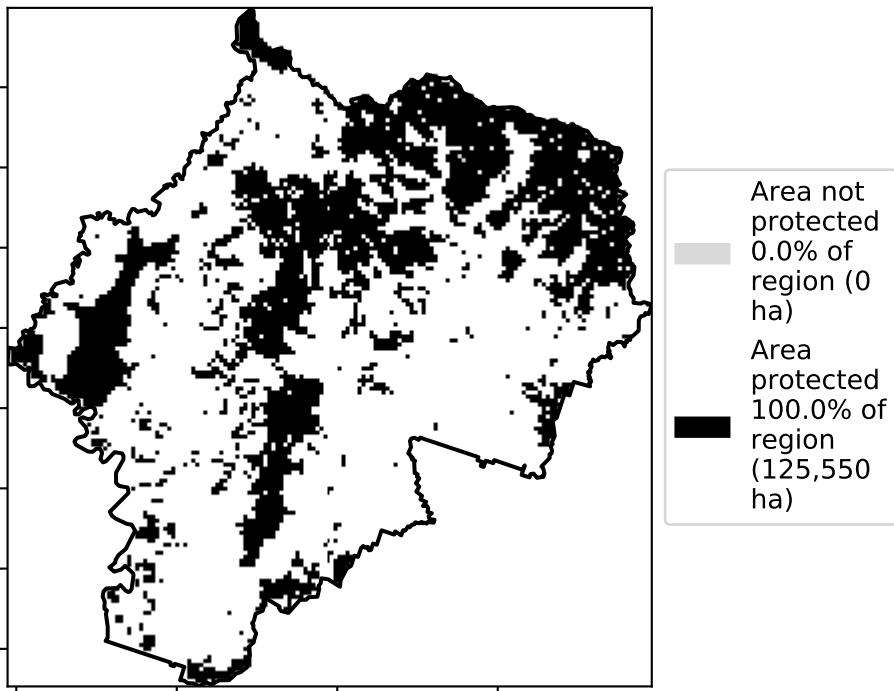 Area not
protected
0.0% of
region (0
ha)
Area
protected
100.0% of
region
(125,550
ha)